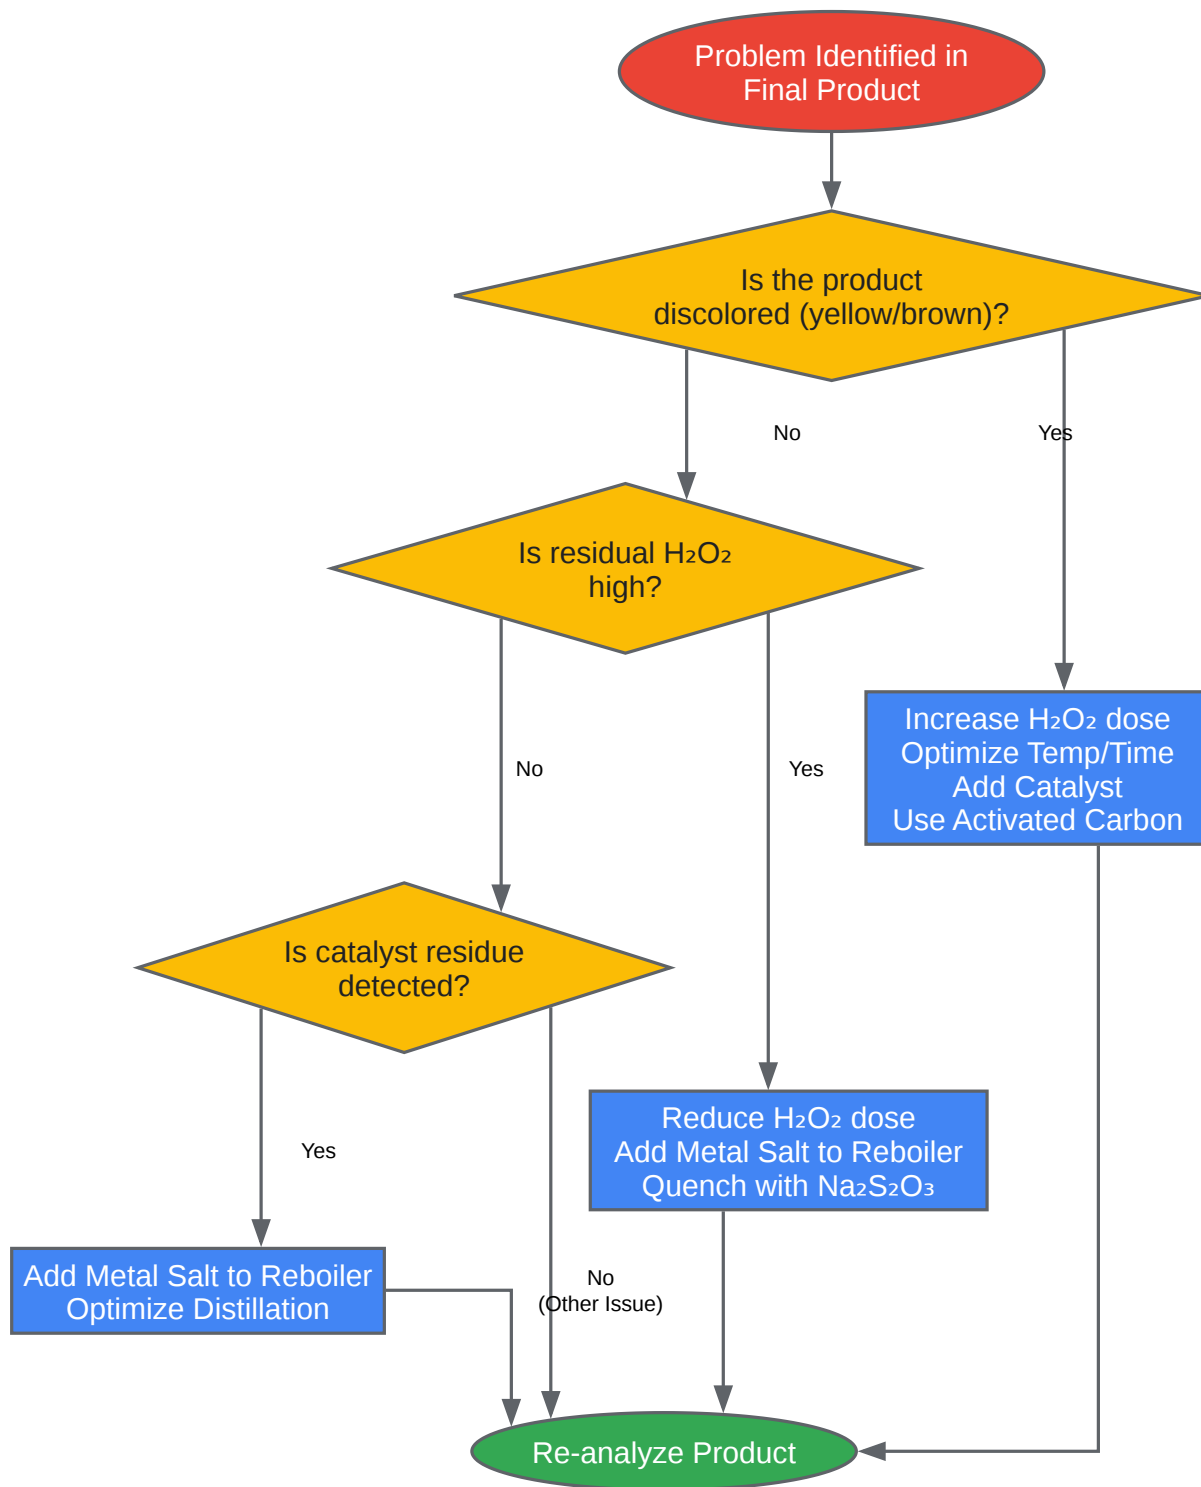 Problem Identified in
Final Product
Is the product
discolored (yellow/brown)?
No
Yes
Is residual H₂O₂
high?
No
Yes
Increase H₂O₂ dose
Optimize Temp/Time
Add Catalyst
Use Activated Carbon
Is catalyst residue
detected?
Yes
No
(Other Issue)
Reduce H₂O₂ dose
Add Metal Salt to Reboiler
Quench with Na₂S₂O₃
Add Metal Salt to Reboiler
Optimize Distillation
Re-analyze Product